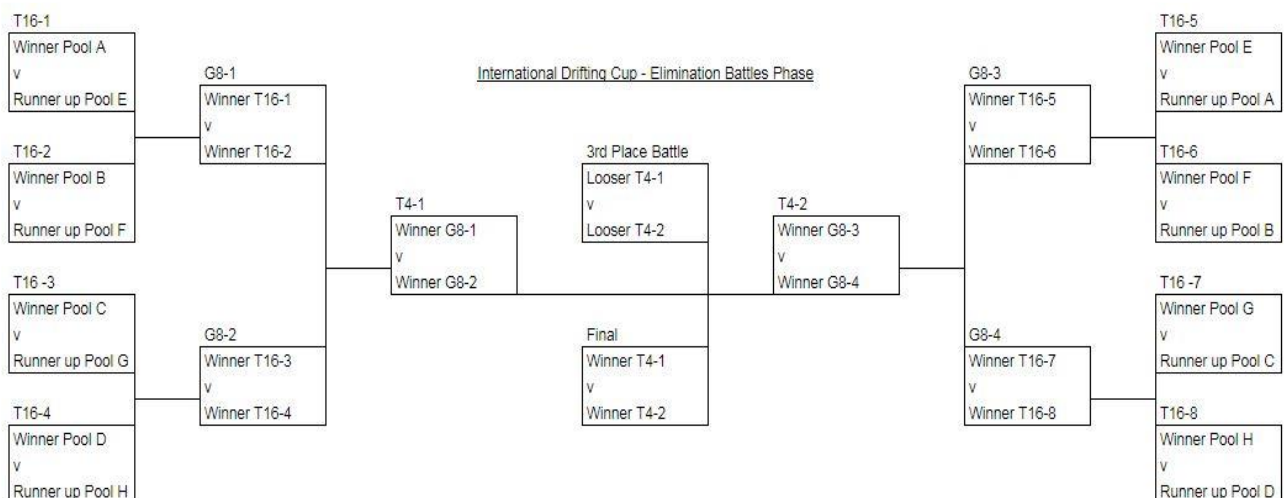 International Drifting Cup - Elimination Battles Phase
T16-1
Winner Pool A
v
Runner up Pool E
T16-2
Winner Pool B
v
Runner up Pool F
T16 -3
Winner Pool C
v
Runner up Pool G
T16-4
Winner Pool D
v
Runner up Pool H
G8-1
Winner T16-1
v
Winner T16-2
G8-2
Winner T16-3
v
Winner T16-4
T4-1
Winner G8-1
v
Winner G8-2
3rd Place Battle
Looser T4-1
v
Looser T4-2
Final
Winner T4-1
v
Winner T4-2
T4-2
Winner G8-3
v
Winner G8-4
G8-3
Winner T16-5
v
Winner T16-6
G8-4
Winner T16-7
v
Winner T16-8
T16-5
Winner Pool E
v
Runner up Pool A
T16-6
Winner Pool F
v
Runner up Pool B
T16 -7
Winner Pool G
v
Runner up Pool C
T16-8
Winner Pool H
v
Runner up Pool D